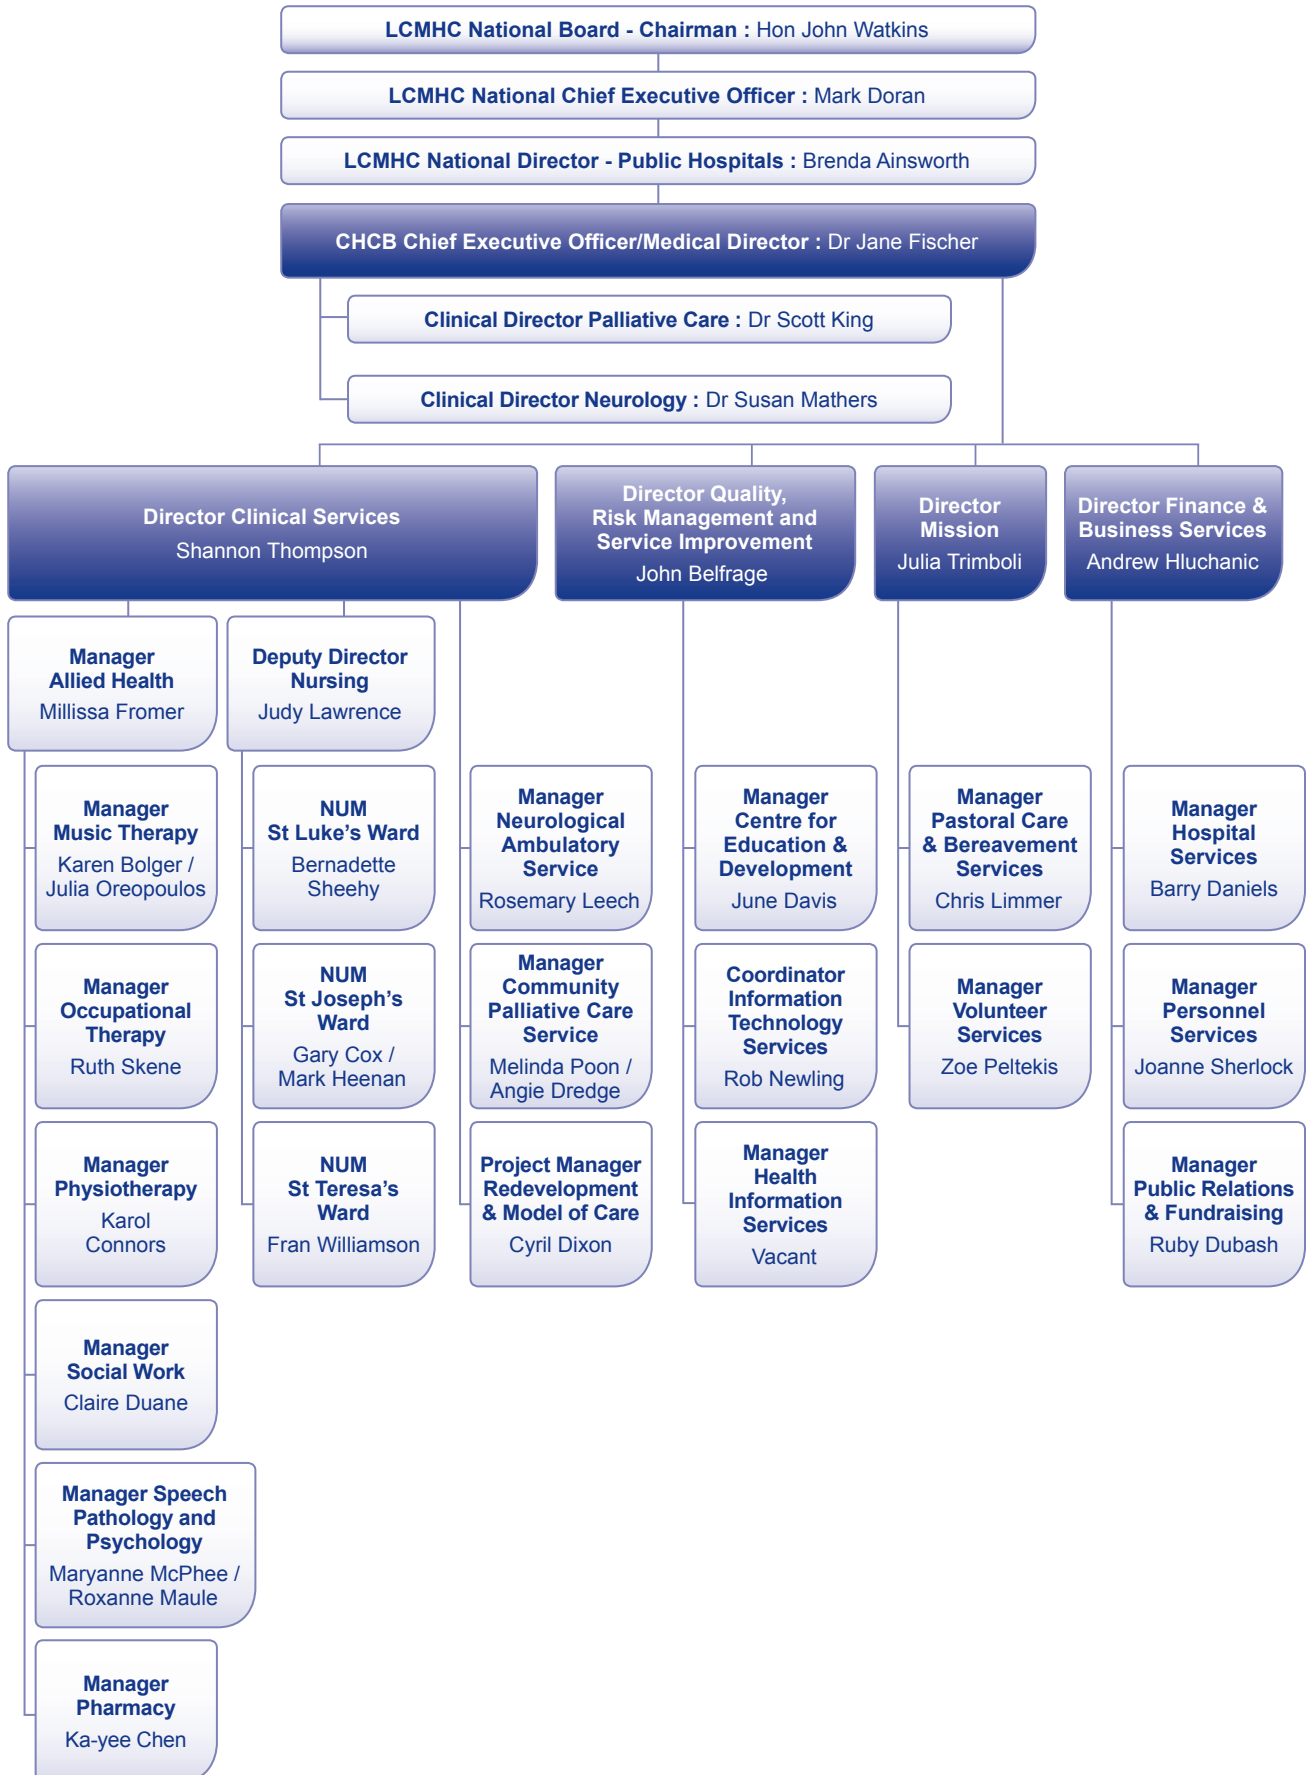 LCMHC National Board - Chairman : Hon John Watkins
LCMHC National Chief Executive Officer : Mark Doran
LCMHC National Director - Public Hospitals : Brenda Ainsworth
CHCB Chief Executive Officer/Medical Director : Dr Jane Fischer
Clinical Director Palliative Care : Dr Scott King
Clinical Director Neurology : Dr Susan Mathers
Director Clinical Services
Shannon Thompson
Director Quality,
Risk Management and
Service Improvement
John Belfrage
Director
Mission
Julia Trimboli
Director Finance &
Business Services
Andrew Hluchanic
Manager
Allied Health
Millissa Fromer
Deputy Director
Nursing
Judy Lawrence
Manager
Music Therapy
Karen Bolger /
Julia Oreopoulos
NUM
St Luke's Ward
Bernadette
Sheehy
Manager
Neurological
Ambulatory
Service
Rosemary Leech
Manager
Centre for
Education &
Development
June Davis
Manager
Pastoral Care
& Bereavement
Services
Chris Limmer
Manager
Hospital
Services
Barry Daniels
Manager
Occupational
Therapy
Ruth Skene
NUM
St Joseph's
Ward
Gary Cox /
Mark Heenan
Manager
Community
Palliative Care
Service
Melinda Poon /
Angie Dredge
Coordinator
Information
Technology
Services
Rob Newling
Manager
Volunteer
Services
Zoe Peltekis
Manager
Personnel
Services
Joanne Sherlock
Manager
Physiotherapy
Karol
Connors
NUM
St Teresa's
Ward
Fran Williamson
Project Manager
Redevelopment
& Model of Care
Cyril Dixon
Manager
Health
Information
Services
Vacant
Manager
Public Relations
& Fundraising
Ruby Dubash
Manager
Social Work
Claire Duane
Manager Speech
Pathology and
Psychology
Maryanne McPhee /
Roxanne Maule
Manager
Pharmacy
Ka-yee Chen